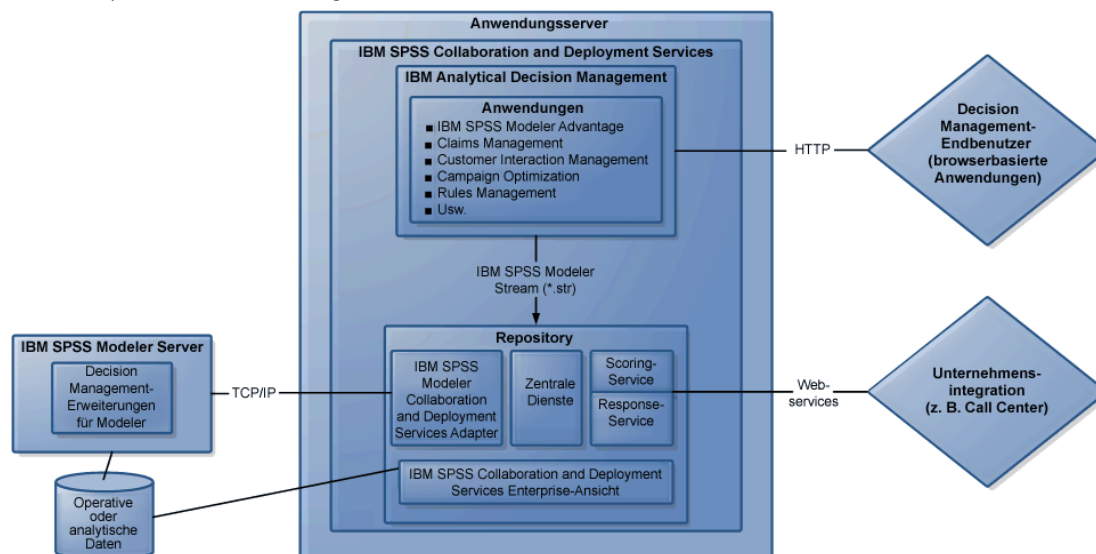 Anwendungsserver
IBM SPSS Collaboration and Deployment Services
IBM Analytical Decision Management
Anwendungen
■ IBM SPSS Modeler Advantage
■ Claims Management
■ Customer Interaction Management
■ Campaign Optimization
■ Rules Management
■ Usw.
HTTP
Decision
Management-
Endbenutzer
(browserbasierte
Anwendungen)
IBM SPSS Modeler
Stream (*.str)
IBM SPSS Modeler Server
Decision
Management-
Erweiterungen
für Modeler
TCP/IP
Repository
IBM SPSS
Modeler
Collaboration
and Deployment
Services Adapter
Zentrale
Dienste
Scoring-
Service
Response-
Service
Web-
services
Unternehmens-
integration
(z. B. Call Center)
IBM SPSS Collaboration and Deployment
Services Enterprise-Ansicht
Operative
oder
analytische
Daten